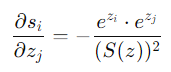 ∂s_i/∂z_j = − (e^{z_i} · e^{z_j})/(S(z))²